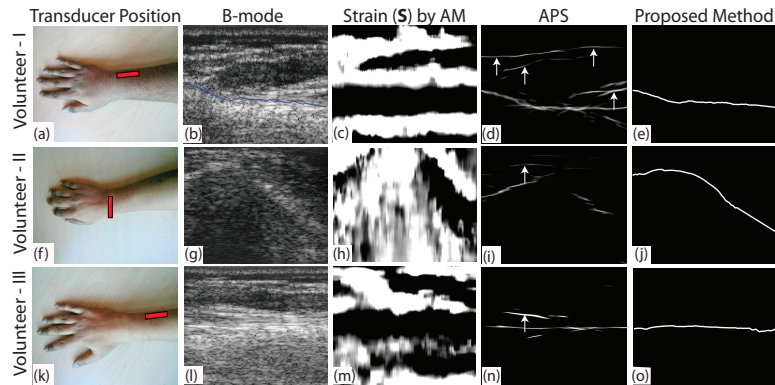 Transducer Position B-mode Strain (S) by AM APS Proposed Method
Volunteer - I
(a) (b) (c) (d) (e)
Volunteer - II
(f) (g) (h) (i) (j)
Volunteer - III
(k) (l) (m) (n) (o)